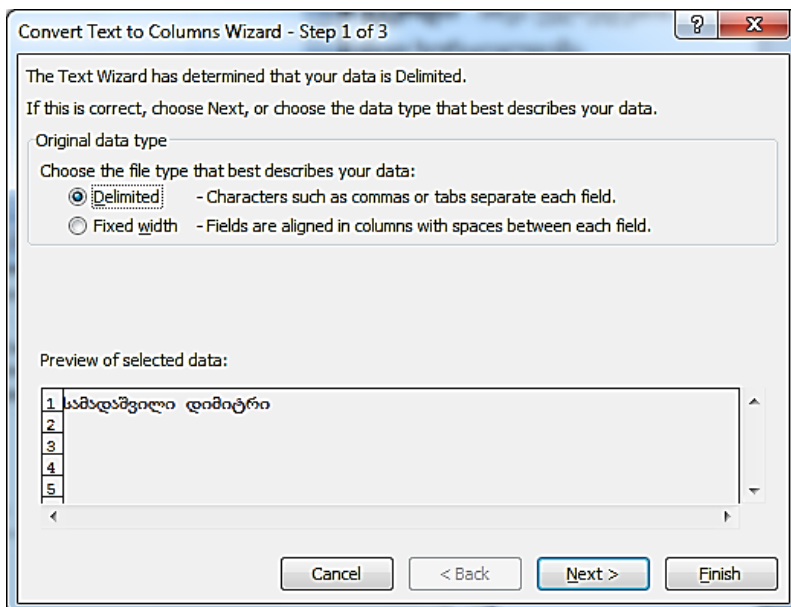 Convert Text to Columns Wizard - Step 1 of 3
The Text Wizard has determined that your data is Delimited.
If this is correct, choose Next, or choose the data type that best describes your data.
Original data type
Choose the file type that best describes your data:
Delimited - Characters such as commas or tabs separate each field.
Fixed width - Fields are aligned in columns with spaces between each field.
Preview of selected data:
1 სამადაშვილი დიმიტრი
2
3
4
5
Cancel < Back Next > Finish